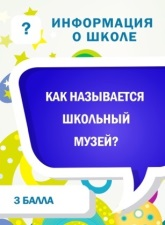 ?
ИНФОРМАЦИЯ
О ШКОЛЕ
КАК НАЗЫВАЕТСЯ
ШКОЛЬНЫЙ
МУЗЕЙ?
3 БАЛЛА